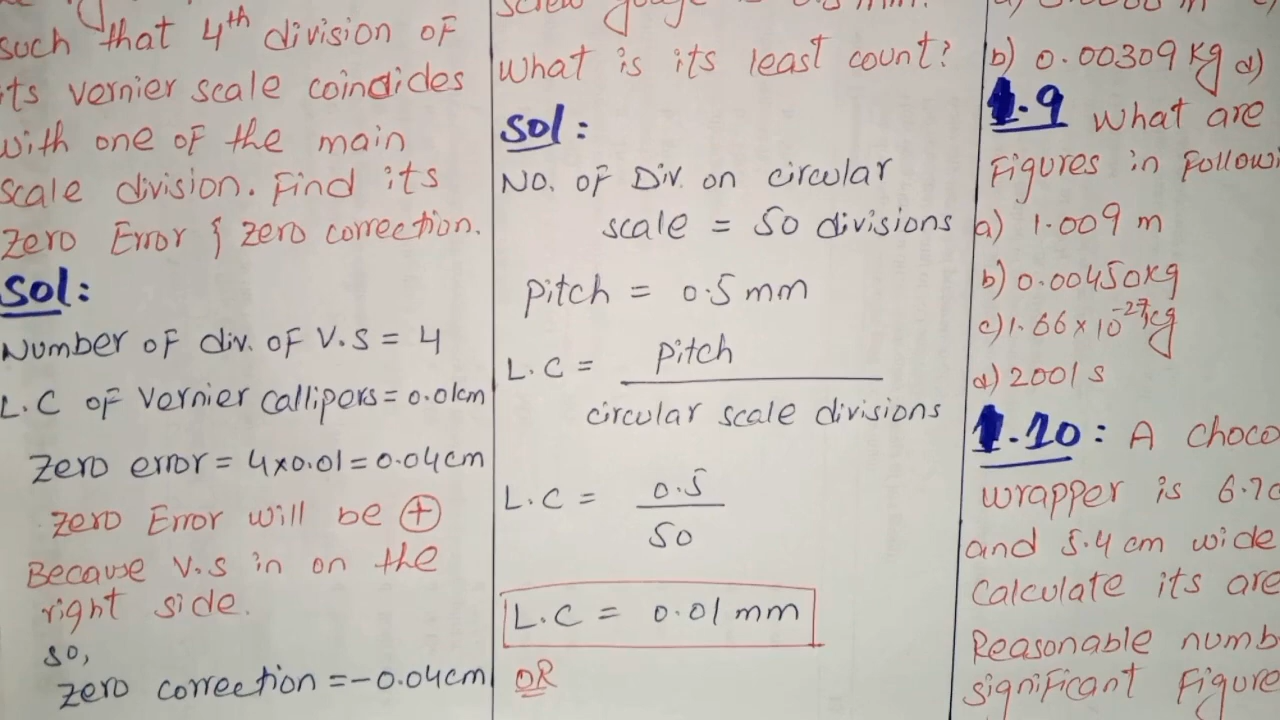 such that 4th division of
its vernier scale coincides
with one of the main
scale division. Find its
zero Error & zero correction.
Sol:
Number of div. of V.S = 4
L.C of Vernier Callipers = 0.01cm
Zero error = 4x0.01 = 0.04cm
Zero Error will be +
Because V.S in on the
right side.
so,
zero correction = -0.04cm
What is its least count?
Sol:
No. of Div. on circular
scale = 50 divisions
pitch = 0.5 mm
L.C = pitch
circular scale divisions
L.C = 0.5
50
L.C = 0.01 mm
OR
b) 0.00309 kg d)
1.9 What are
Figures in
a) 1.009 m
b) 0.00450kg
c) 1.66 x 10^-27 kg
d) 2001 s
1.10: A
wrapper is
and 5.4 cm wide
Calculate its
Reasonable
significant